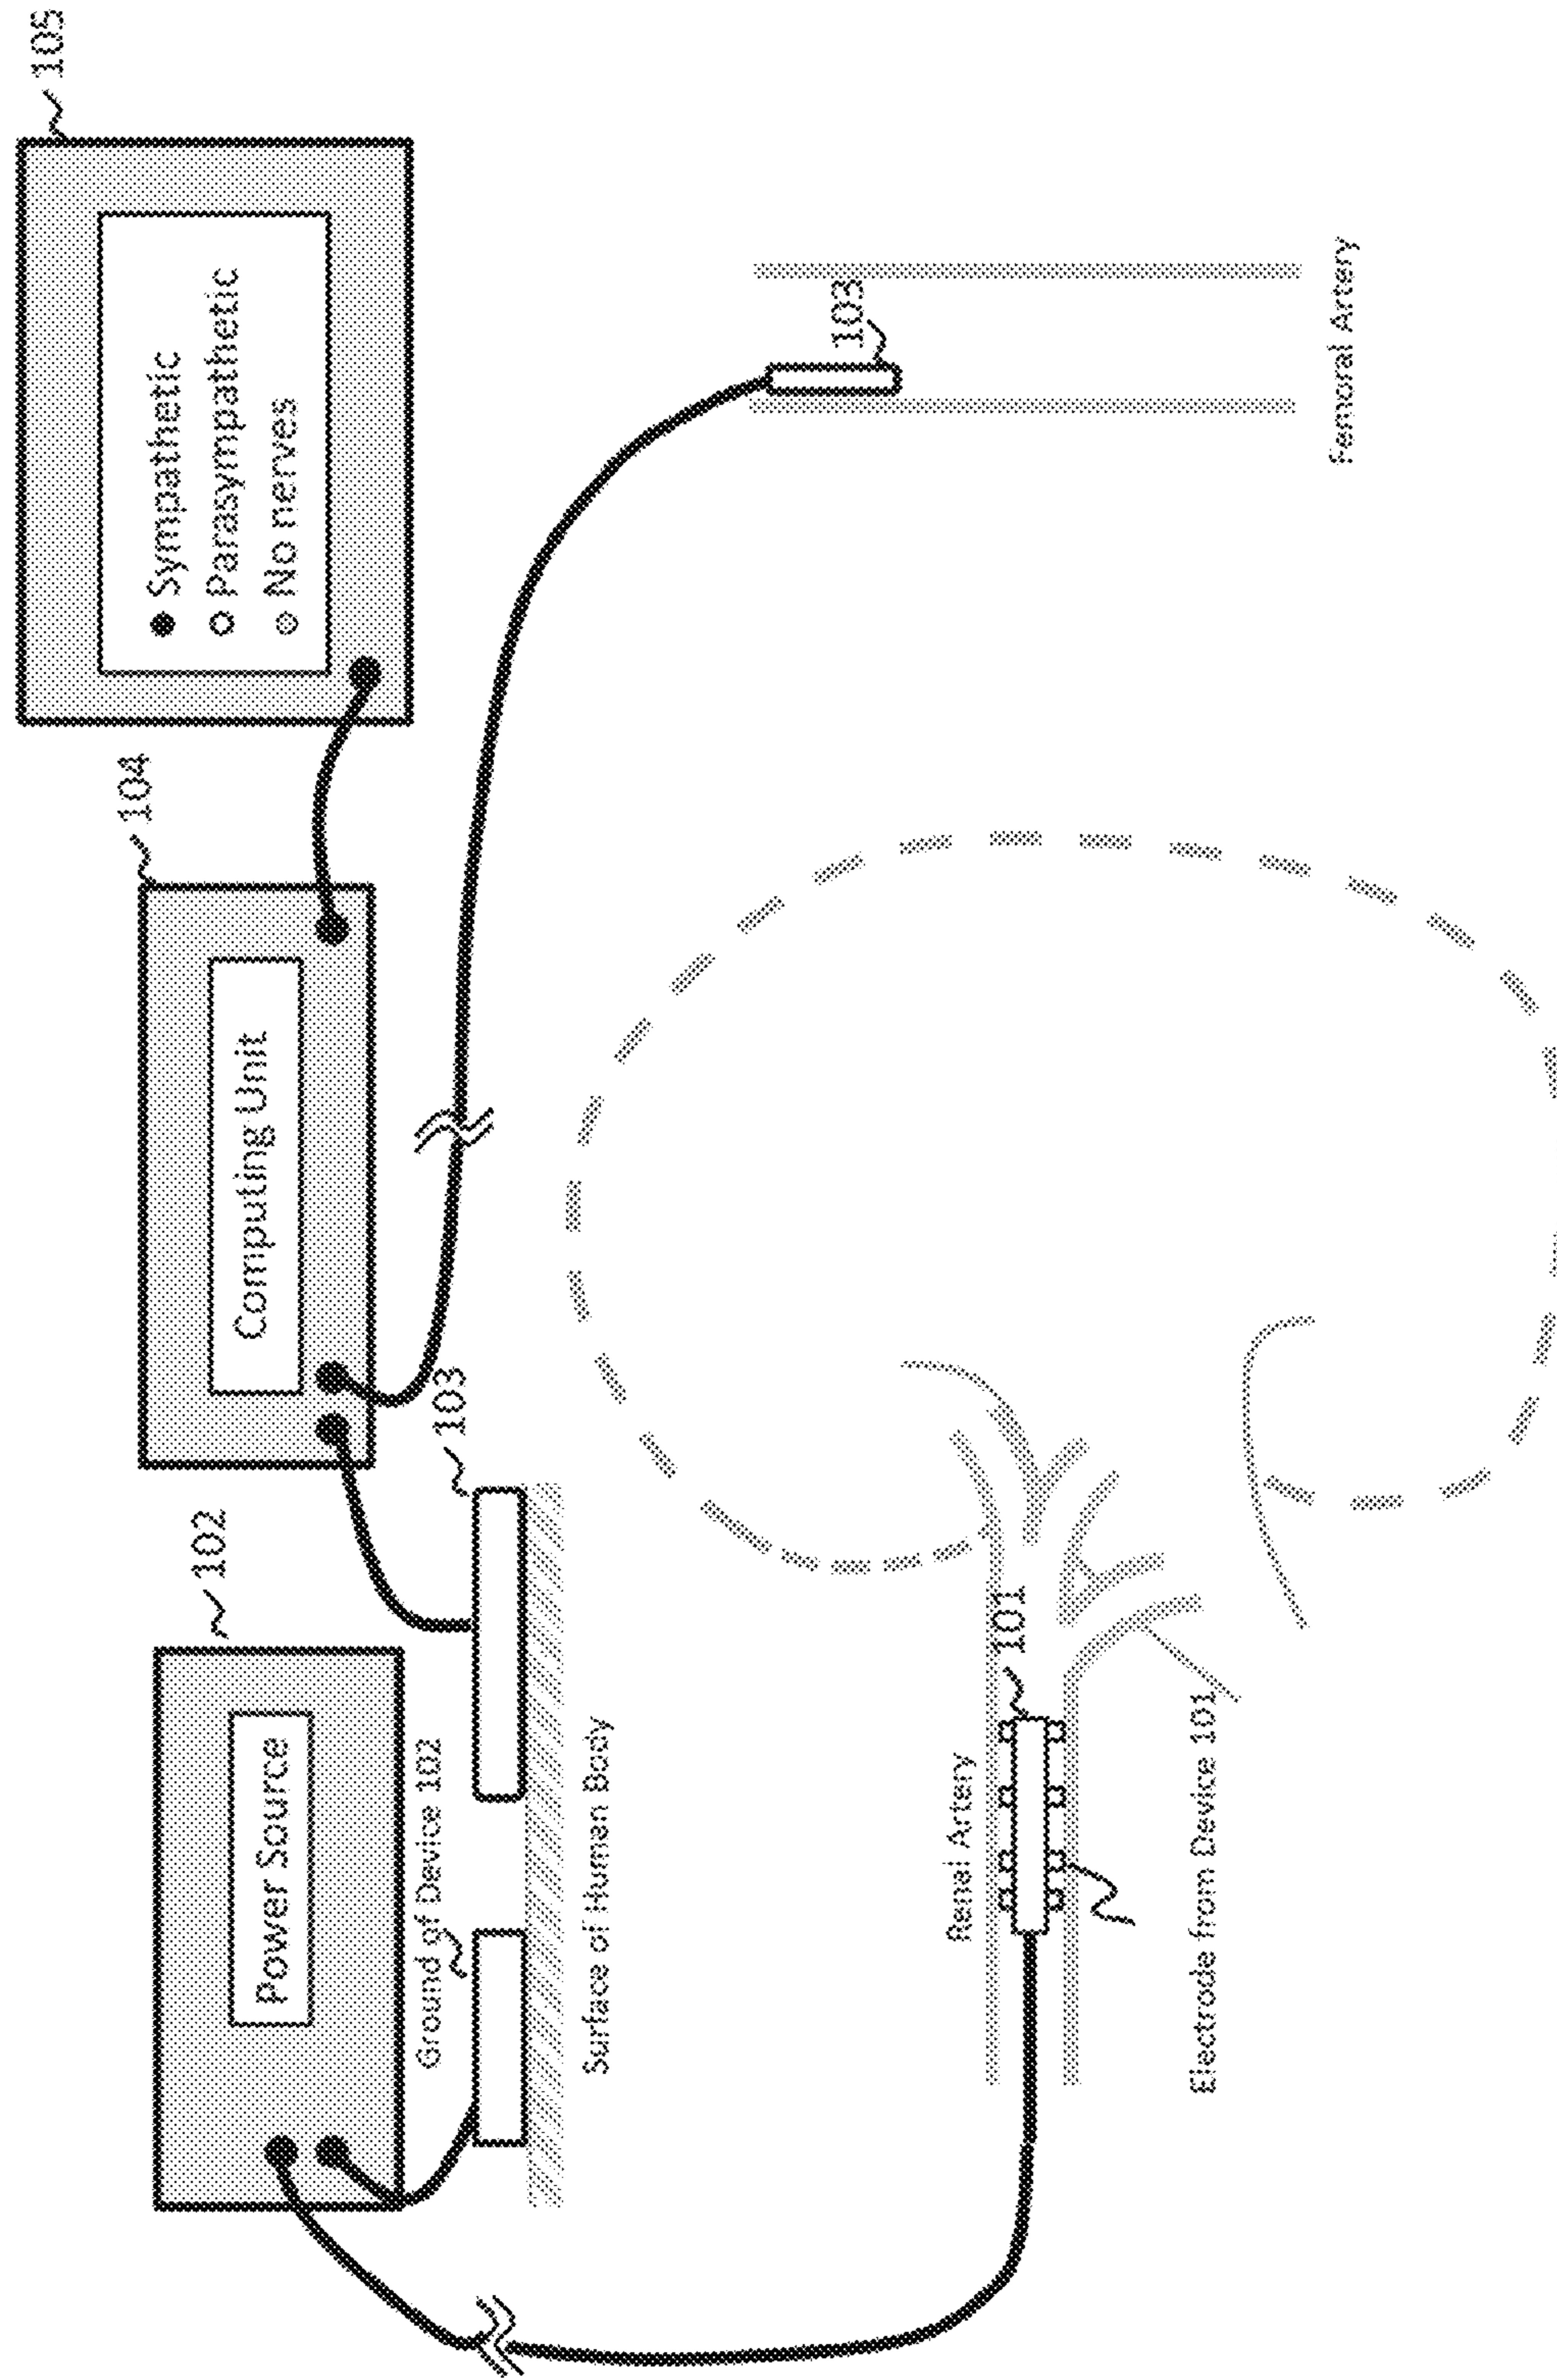 105
Sympathetic
Parasympathetic
No nerves
104
Computing Unit
102
Power Source
Ground of Device 102
103
Surface of Human Body
103
Femoral Artery
Renal Artery
101
Electrode from Device 101